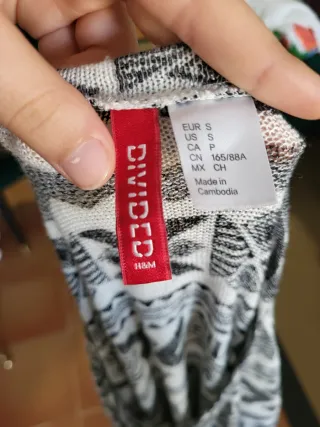 DIVIDED
H&M
EUR S
US S
CA P
CN 165/88A
MX CH
Made in
Cambodia